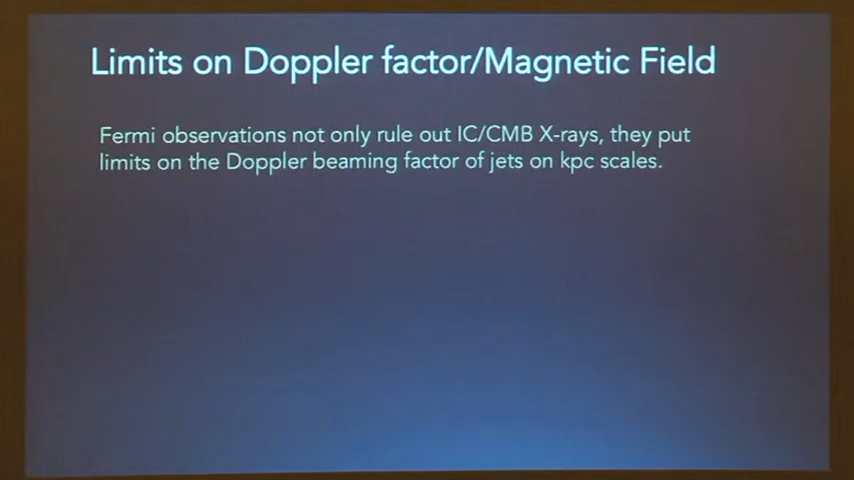 Limits on Doppler factor/Magnetic Field
Fermi observations not only rule out IC/CMB X-rays, they put
limits on the Doppler beaming factor of jets on kpc scales.